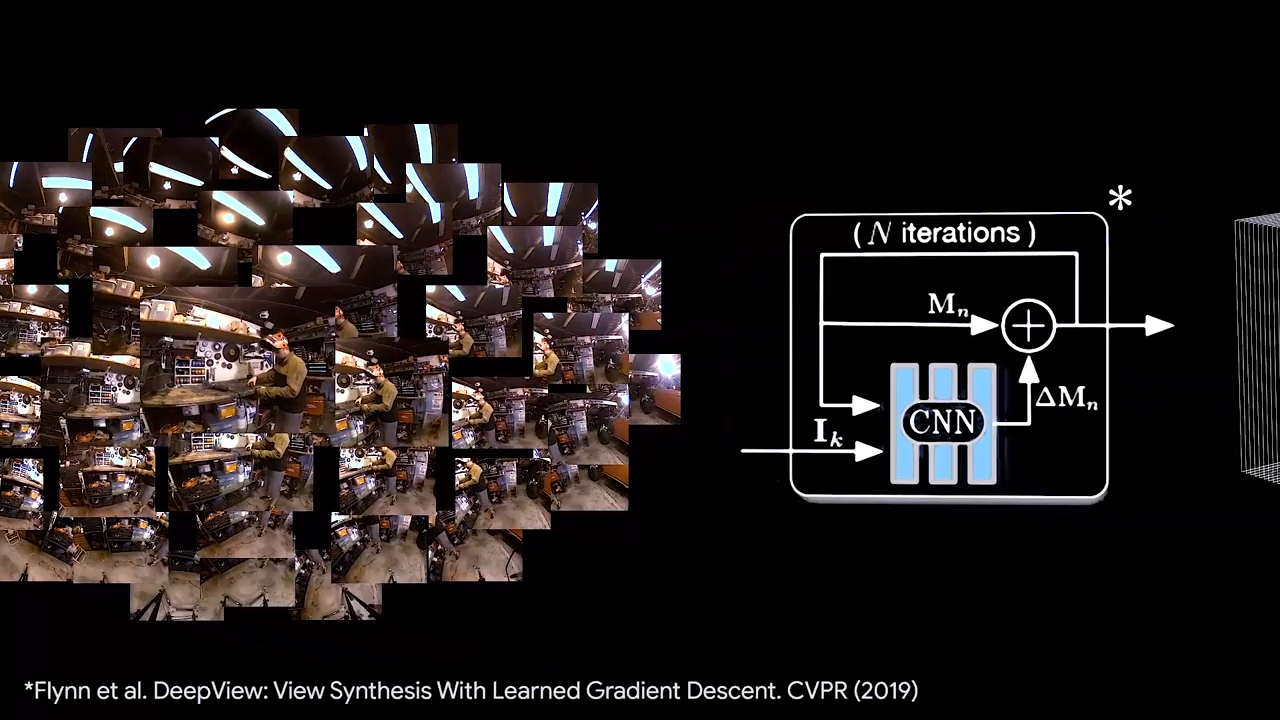 *
( N iterations )
Mₙ
ΔMₙ
CNN
Iₖ
*Flynn et al. DeepView: View Synthesis With Learned Gradient Descent. CVPR (2019)